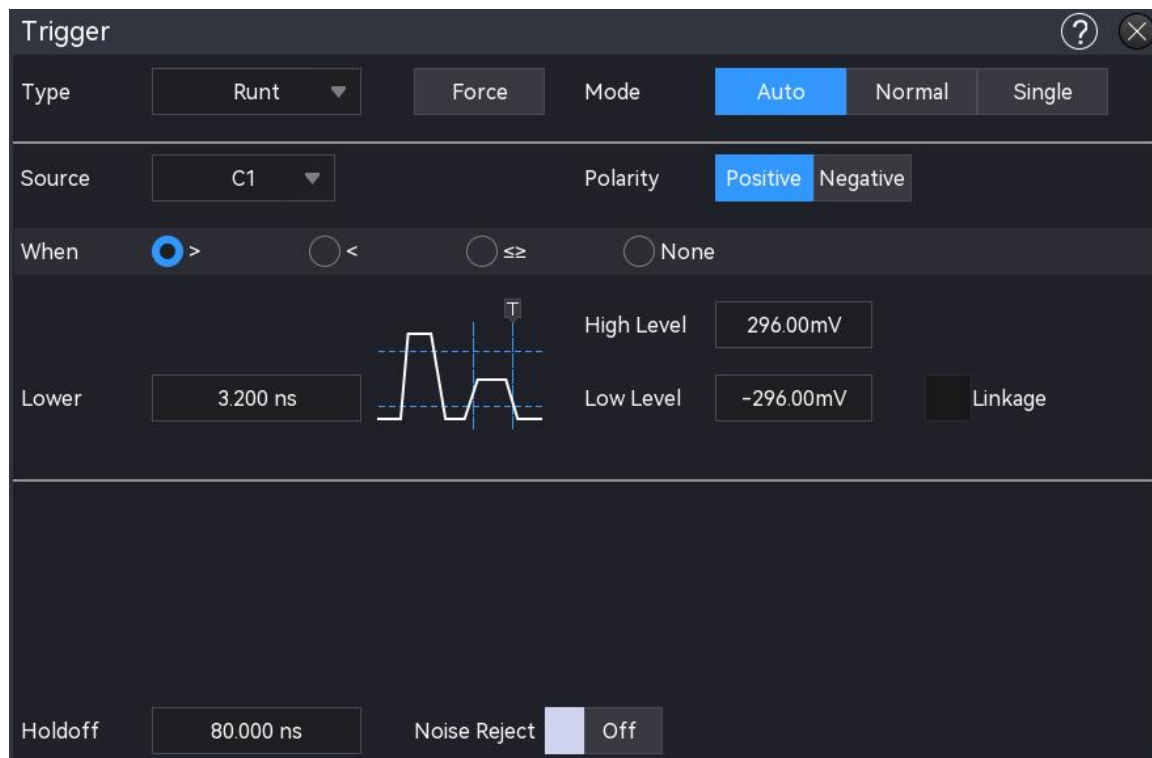 Trigger ?
Type Runt Force Mode Auto Normal Single
Source C1 Polarity Positive Negative
When > < ≤≥ None
T
High Level 296.00mV
Lower 3.200 ns Low Level -296.00mV Linkage
Holdoff 80.000 ns Noise Reject Off